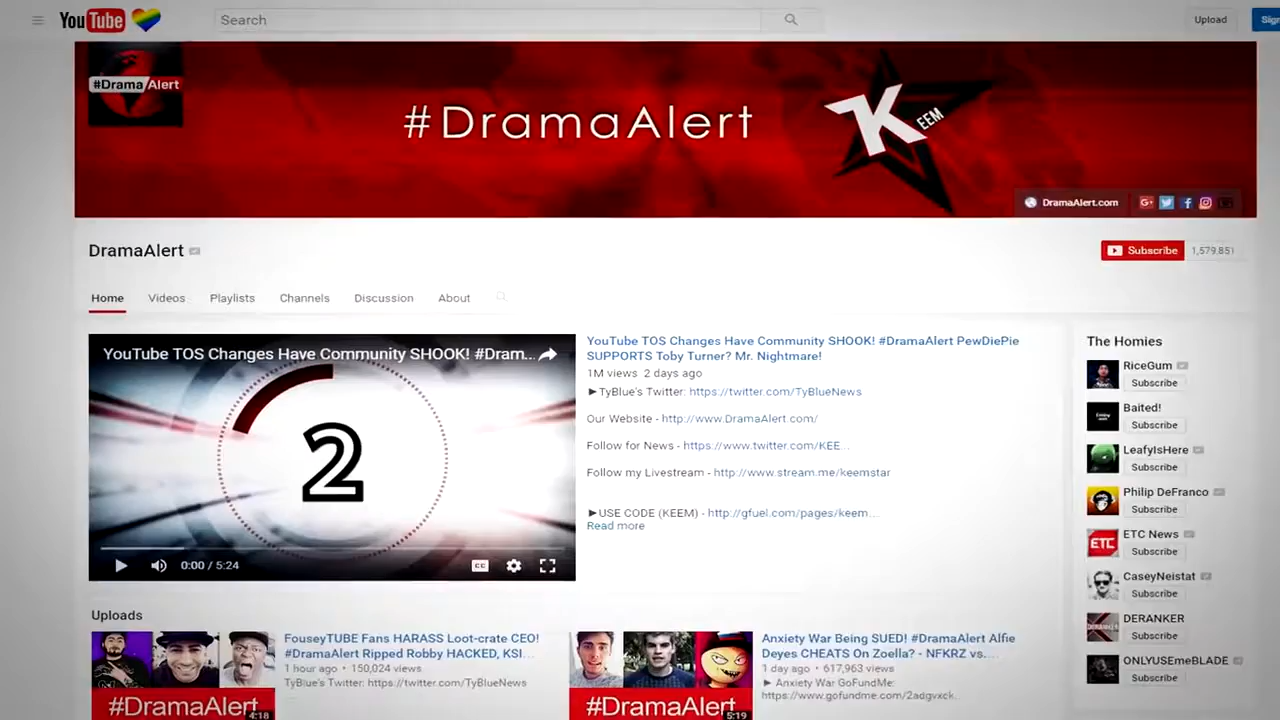 YouTube
Search
Upload
Sign
#DramaAlert
#DramaAlert
KEEM
DramaAlert.com
DramaAlert
Subscribe 1,579,851
Home Videos Playlists Channels Discussion About
YouTube TOS Changes Have Community SHOOK! #Dram...
2
0:00 / 5:24
CC
YouTube TOS Changes Have Community SHOOK! #DramaAlert PewDiePie
SUPPORTS Toby Turner? Mr. Nightmare!
1M views 2 days ago
►TyBlue's Twitter: https://twitter.com/TyBlueNews
Our Website - http://www.DramaAlert.com/
Follow for News - https://www.twitter.com/KEE...
Follow my Livestream - http://www.stream.me/keemstar
►USE CODE (KEEM) - http://gfuel.com/pages/keem...
Read more
The Homies
RiceGum
Subscribe
Baited!
Subscribe
LeafyIsHere
Subscribe
Philip DeFranco
Subscribe
ETC
ETC News
Subscribe
CaseyNeistat
Subscribe
DERANKER
Subscribe
ONLYUSEmeBLADE
Subscribe
Uploads
#DramaAlert
4:18
FouseyTUBE Fans HARASS Loot-crate CEO!
#DramaAlert Ripped Robby HACKED, KSI...
1 hour ago • 150,024 views
TyBlue's Twitter: https://twitter.com/TyBlueNews
#DramaAlert
5:19
Anxiety War Being SUED! #DramaAlert Alfie
Deyes CHEATS On Zoella? - NFKRZ vs....
1 day ago • 617,963 views
► Anxiety War GoFundMe:
https://www.gofundme.com/2adgvxck...